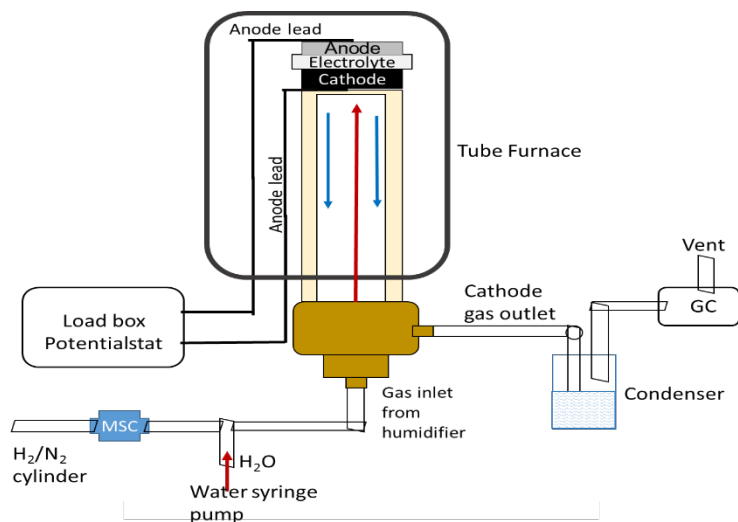 Anode lead
Anode
Electrolyte
Cathode
Anode lead
Tube Furnace
Load box
Potentialstat
Cathode
gas outlet
Vent
GC
Condenser
Gas inlet
from
humidifier
MSC
H₂/N₂
cylinder
H₂O
Water syringe
pump